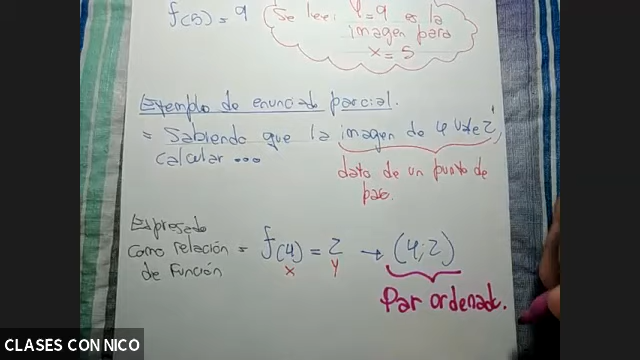 f(5) = 9
Se lee: y=9 es la
imagen para
x = 5
Ejemplo de enunciado parcial.
= Sabiendo que la imagen de 4 vale 2,
calcular ...
dato de un punto de
paso.
Expresado
como relación = f(4) = 2 → (4;2)
de Función
x y
Par ordenado.
CLASES CON NICO